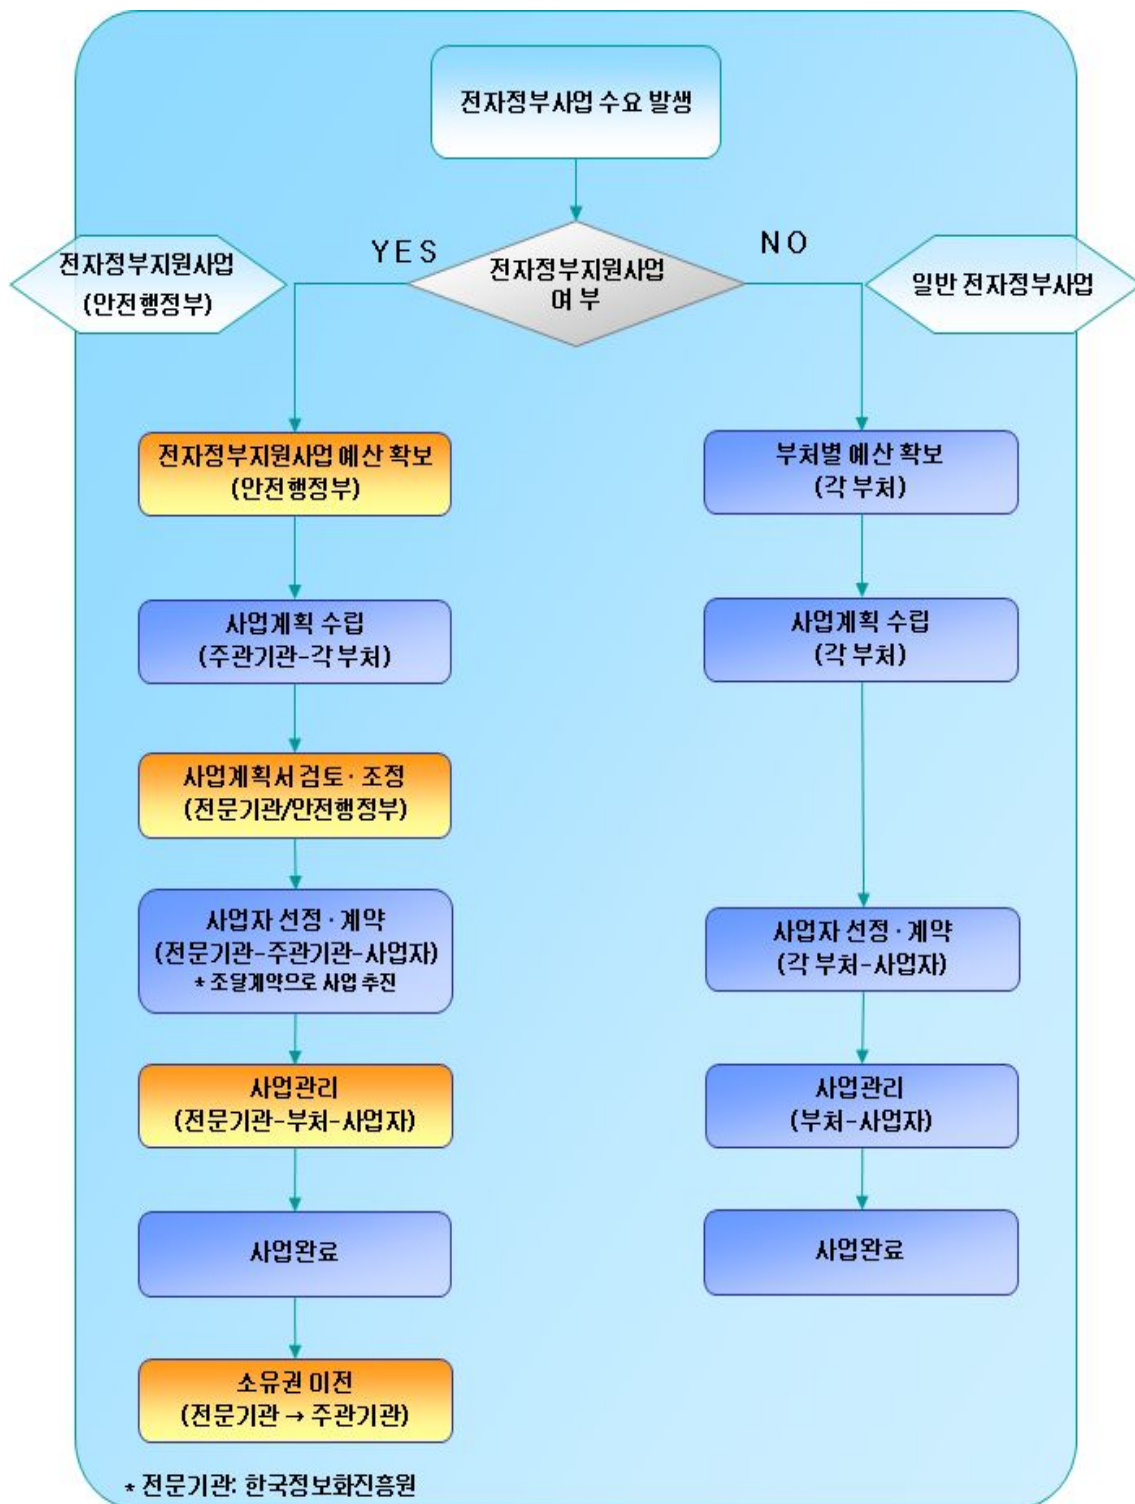 전자정부사업 수요 발생
YES
NO
전자정부지원사업
(안전행정부)
전자정부지원사업
여 부
일반 전자정부사업
전자정부지원사업 예산 확보
(안전행정부)
부처별 예산 확보
(각 부처)
사업계획 수립
(주관기관-각 부처)
사업계획 수립
(각 부처)
사업계획서 검토·조정
(전문기관/안전행정부)
사업자 선정·계약
(전문기관-주관기관-사업자)
* 조달계약으로 사업 추진
사업자 선정·계약
(각 부처-사업자)
사업관리
(전문기관-부처-사업자)
사업관리
(부처-사업자)
사업완료
사업완료
소유권 이전
(전문기관 → 주관기관)
* 전문기관: 한국정보화진흥원